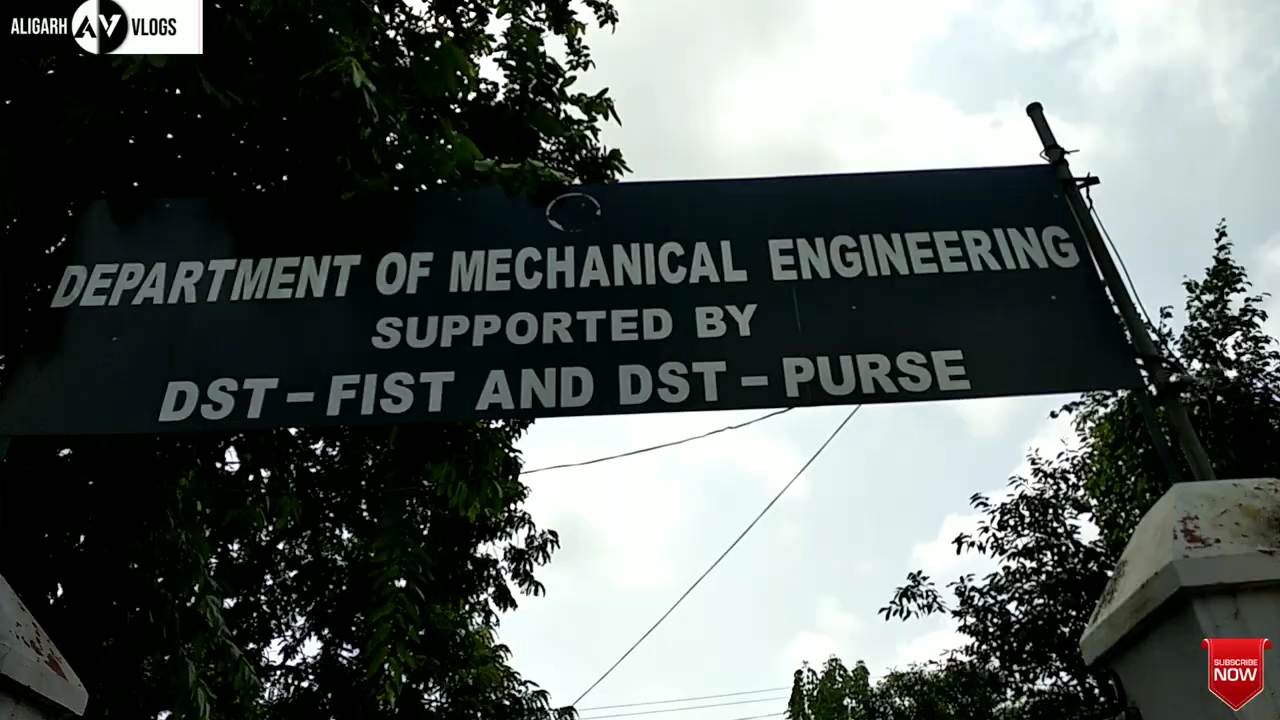 ALIGARH AV VLOGS
DEPARTMENT OF MECHANICAL ENGINEERING
SUPPORTED BY
DST - FIST AND DST - PURSE
SUBSCRIBE
NOW